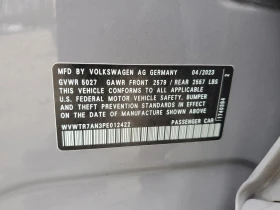 MFD BY VOLKSWAGEN AG GERMANY 04/2023
GVWR 5027 GAWR FRONT 2579 / REAR 2557 LBS
THIS VEHICLE CONFORMS TO ALL APPLICABLE
U.S. FEDERAL MOTOR VEHICLE SAFETY, BUMPER,
AND THEFT PREVENTION STANDARDS IN EFFECT ON
THE DATE OF MANUFACTURE SHOWN ABOVE.
WVWTR7AN3PE012422 PASSENGER CAR